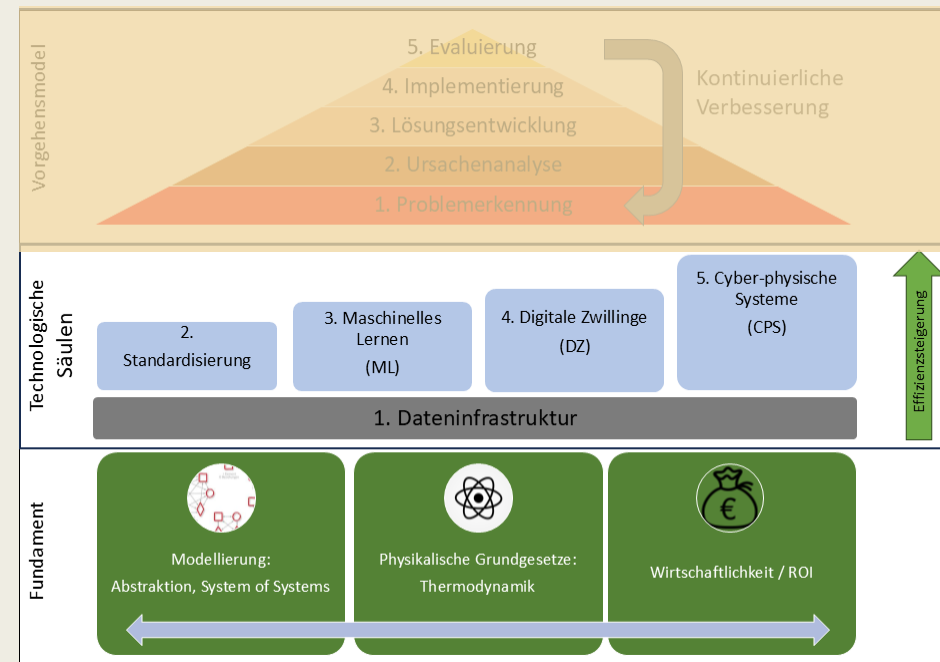 Vorgehensmodel
5. Evaluierung
4. Implementierung
3. Lösungsentwicklung
2. Ursachenanalyse
1. Problemerkennung
Kontinuierliche
Verbesserung
Technologische
Säulen
2.
Standardisierung
3. Maschinelles
Lernen
(ML)
4. Digitale Zwillinge
(DZ)
5. Cyber-physische
Systeme
(CPS)
1. Dateninfrastruktur
Effizienzsteigerung
Fundament
Modellierung:
Abstraktion, System of Systems
Physikalische Grundgesetze:
Thermodynamik
€
Wirtschaftlichkeit / ROI